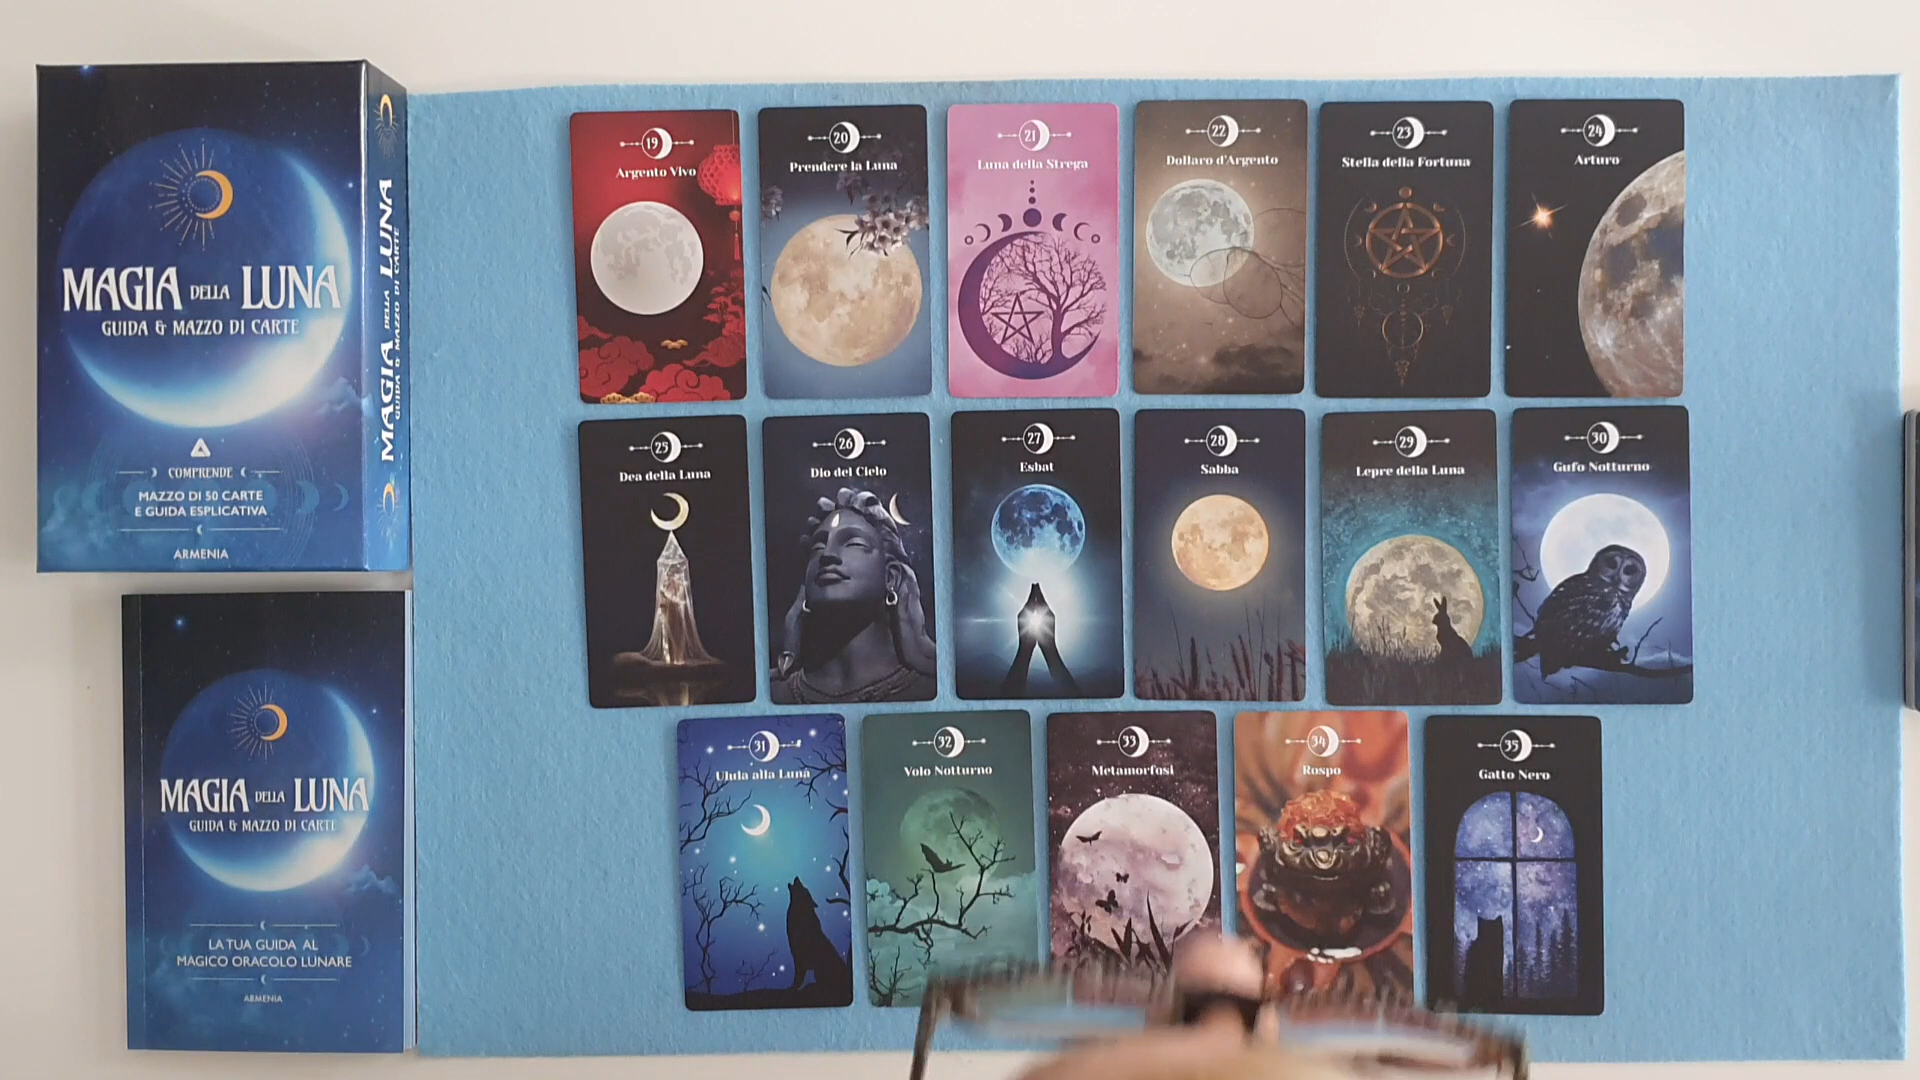 MAGIA DELLA LUNA
GUIDA & MAZZO DI CARTE
COMPRENDE
MAZZO DI 50 CARTE
E GUIDA ESPLICATIVA
ARMENIA
MAGIA DELLA LUNA
GUIDA & MAZZO DI CARTE
MAGIA DELLA LUNA
GUIDA & MAZZO DI CARTE
LA TUA GUIDA AL
MAGICO ORACOLO LUNARE
ARMENIA
19
Argento Vivo
20
Prendere la Luna
21
Luna della Strega
22
Dollaro d'Argento
23
Stella della Fortuna
24
Arturo
25
Dea della Luna
26
Dio del Cielo
27
Esbat
28
Sabba
29
Lepre della Luna
30
Gufo Notturno
31
Ulula alla Luna
32
Volo Notturno
33
Metamorfosi
34
Rospo
35
Gatto Nero